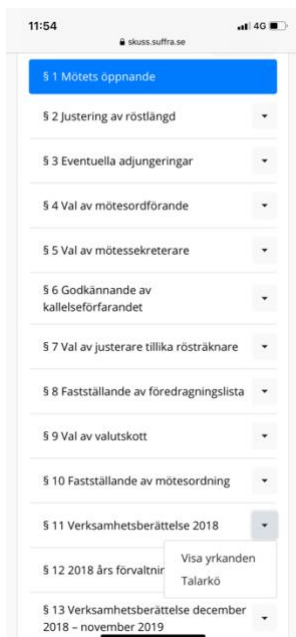 11:54
4G
skuss.suffra.se
§ 1 Mötets öppnande
§ 2 Justering av röstlängd
§ 3 Eventuella adjungeringar
§ 4 Val av mötesordförande
§ 5 Val av mötessekreterare
§ 6 Godkännande av
kallelseförfarandet
§ 7 Val av justerare tillika rösträknare
§ 8 Fastställande av föredragningslista
§ 9 Val av valutskott
§ 10 Fastställande av mötesordning
§ 11 Verksamhetsberättelse 2018
Visa yrkanden
Talarkö
§ 12 2018 års
§ 13 Verksamhetsberättelse december
2018 – november 2019